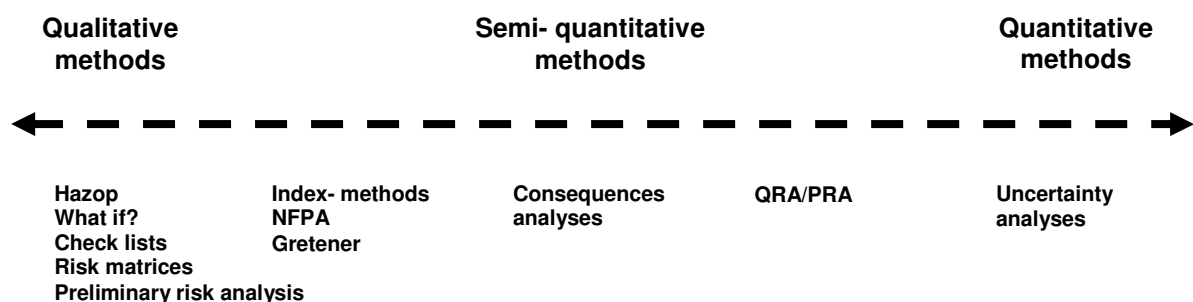 Qualitative
methods
Semi- quantitative
methods
Quantitative
methods
Hazop
What if?
Check lists
Risk matrices
Preliminary risk analysis
Index- methods
NFPA
Gretener
Consequences
analyses
QRA/PRA
Uncertainty
analyses